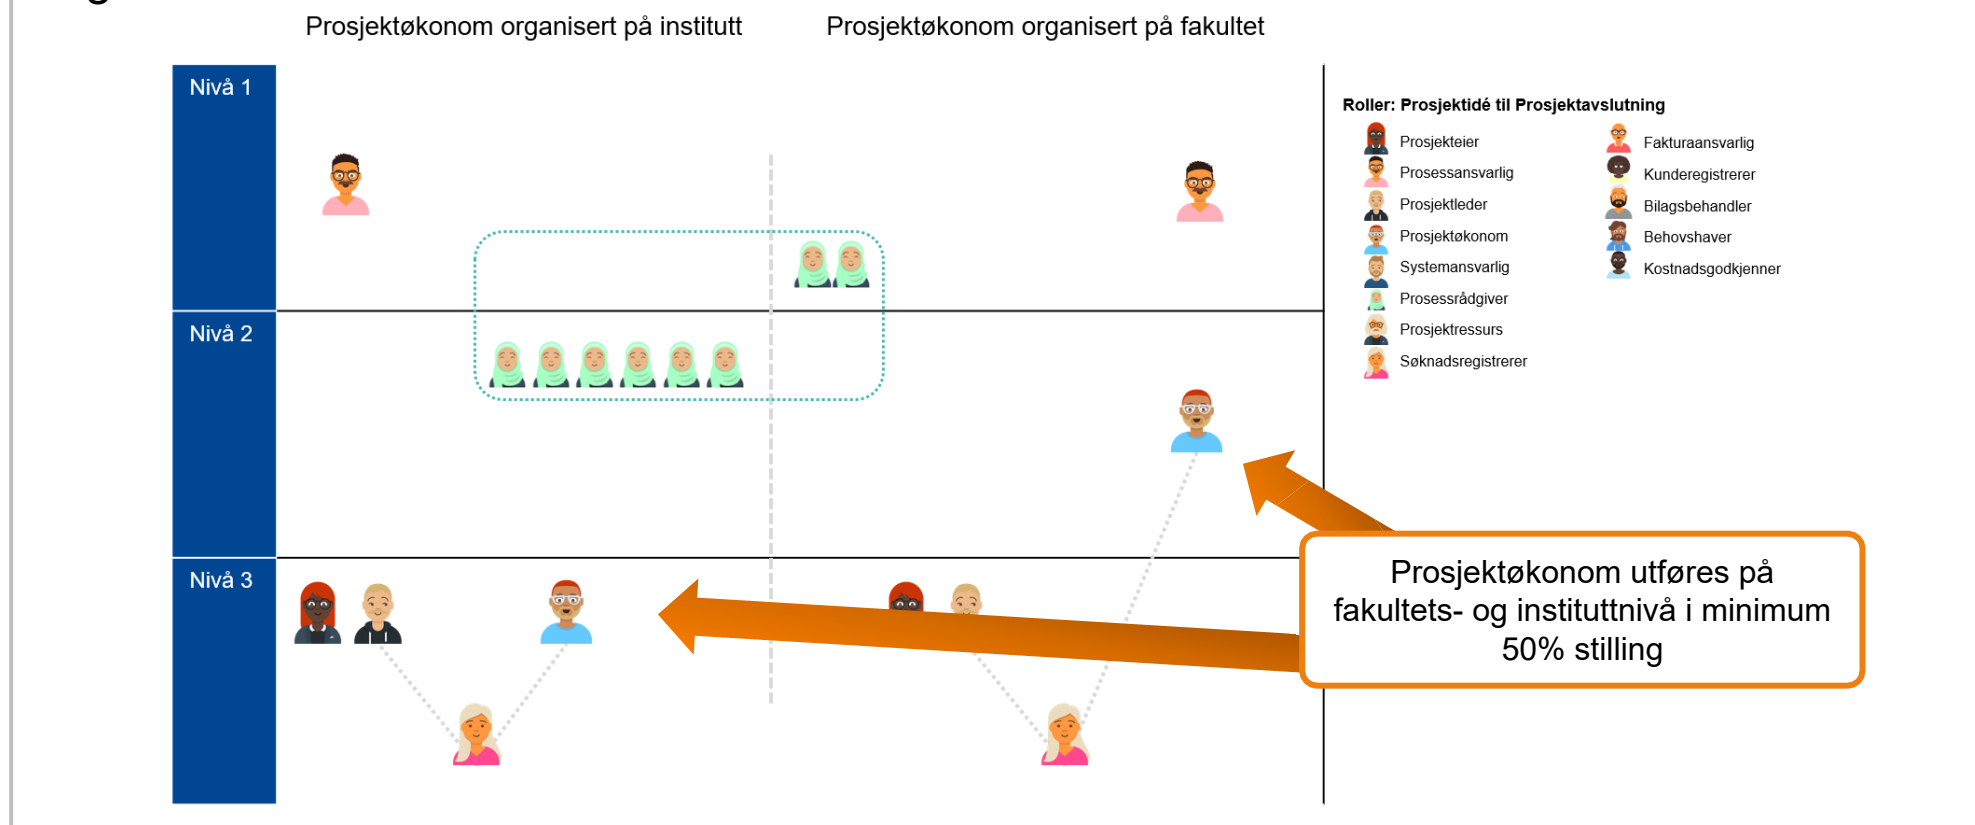 Prosjektøkonom organisert på institutt
Prosjektøkonom organisert på fakultet
Nivå 1
Nivå 2
Nivå 3
Roller: Prosjektidé til Prosjektavslutning
Prosjekteier
Prosessansvarlig
Prosjektleder
Prosjektøkonom
Systemansvarlig
Prosessrådgiver
Prosjektressurs
Søknadsregistrerer
Fakturaansvarlig
Kunderegistrerer
Bilagsbehandler
Behovshaver
Kostnadsgodkjenner
Prosjektøkonom utføres på
fakultets- og instituttnivå i minimum
50% stilling